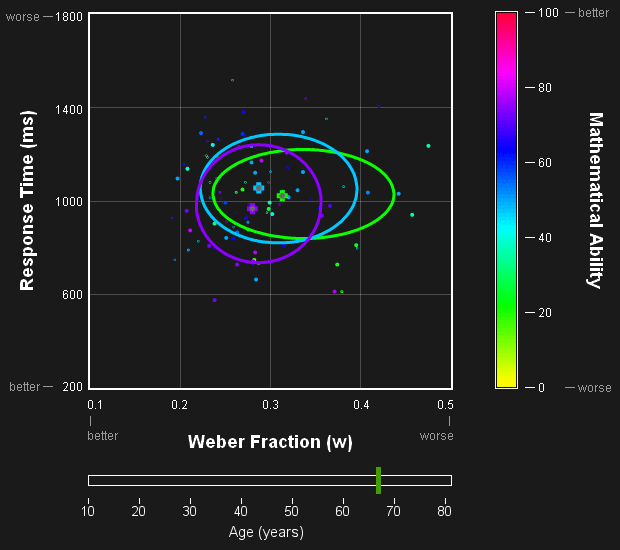 worse
1800
1400
1000
600
better
200
Response Time (ms)
0.1 0.2 0.3 0.4 0.5
better worse
Weber Fraction (w)
10 20 30 40 50 60 70 80
Age (years)
100 better
80
60
40
20
0 worse
Mathematical Ability